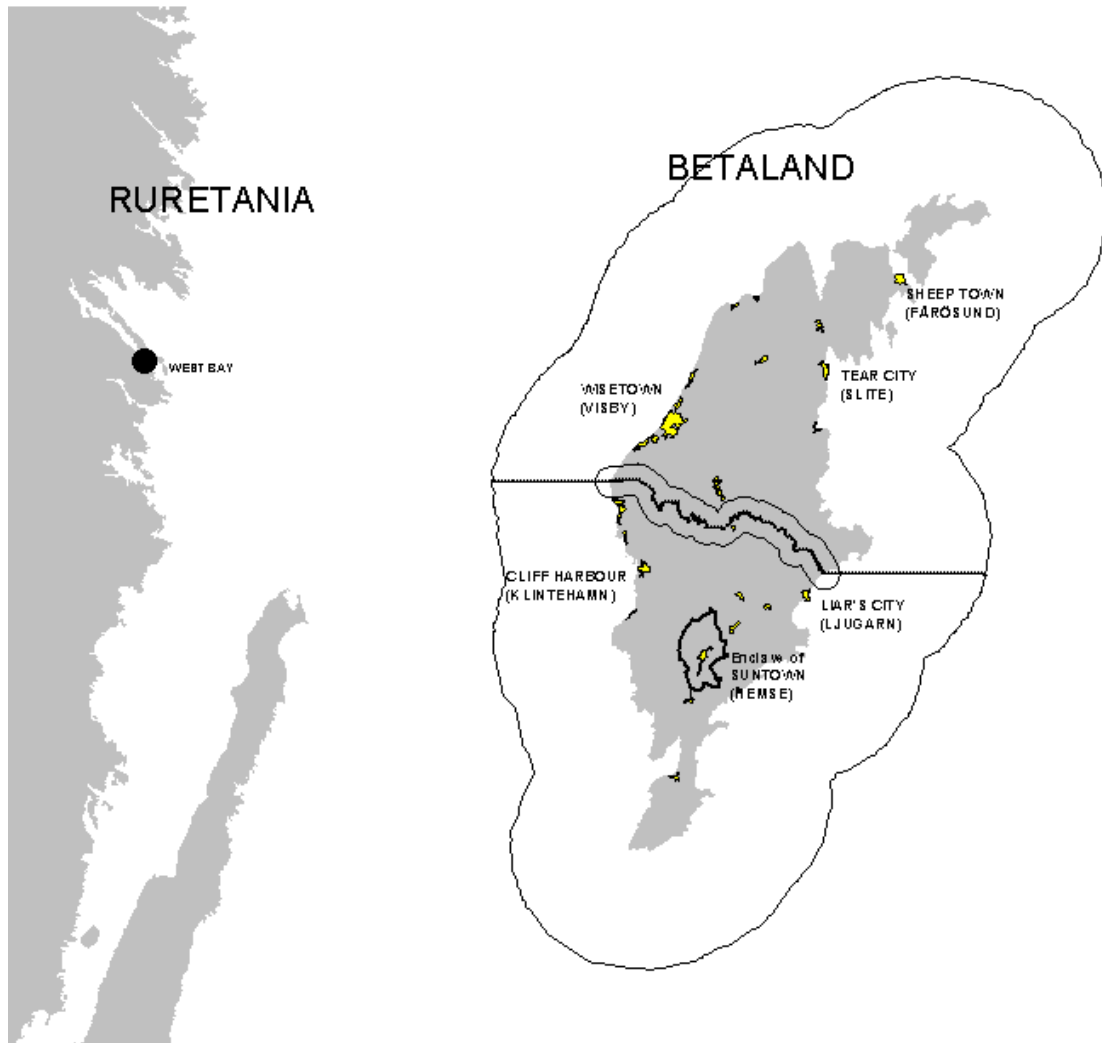 BETALAND
RURETANIA
SHEEP TOWN
(FÅRÖSUND)
WEST BAY
TEAR CITY
(SLITE)
WISETOWN
(VISBY)
CLIFF HARBOUR
(KLINTEHAMN)
LIAR'S CITY
(LJUGARN)
Enclave of
SUNTOWN
(HEMSE)